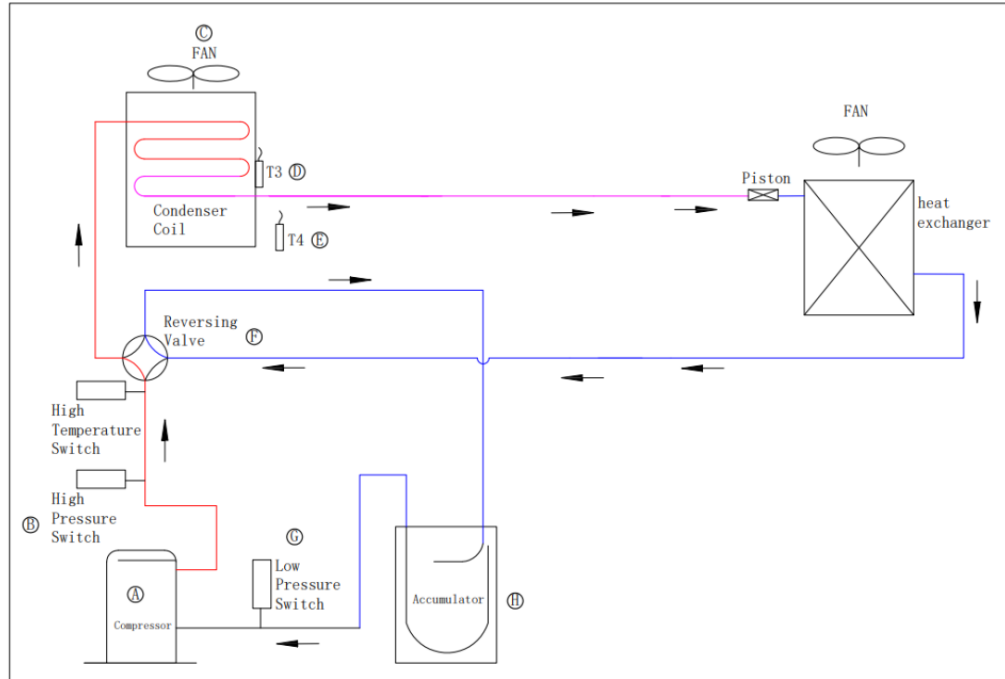 Ⓒ
FAN
FAN
T3 Ⓓ
Piston
heat
exchanger
Condenser
Coil
T4 Ⓔ
Reversing
Valve Ⓕ
High
Temperature
Switch
High
Pressure
Switch
Ⓑ
Ⓖ
Low
Pressure
Switch
Ⓐ
Compressor
Accumulator
Ⓗ